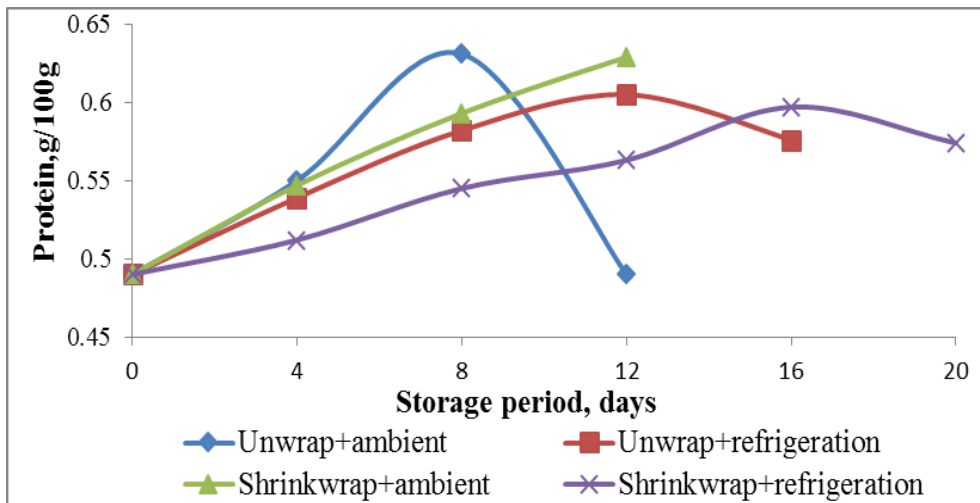 0.65
0.6
0.55
0.5
0.45
Protein,g/100g
0 4 8 12 16 20
Storage period, days
Unwrap+ambient Unwrap+refrigeration
Shrinkwrap+ambient Shrinkwrap+refrigeration